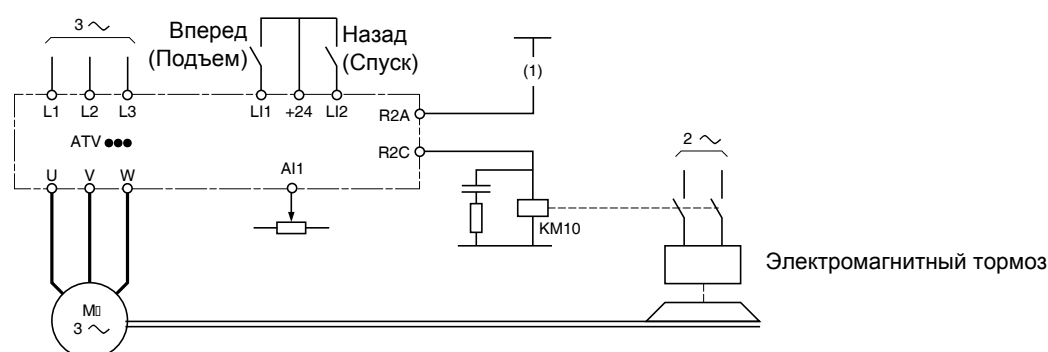 3 ~
Вперед
(Подъем)
Назад
(Спуск)
(1)
L1 L2 L3 LI1 +24 LI2
R2A
ATV ●●●
R2C
2 ~
U V W AI1
KM10
Электромагнитный тормоз
M
3 ~